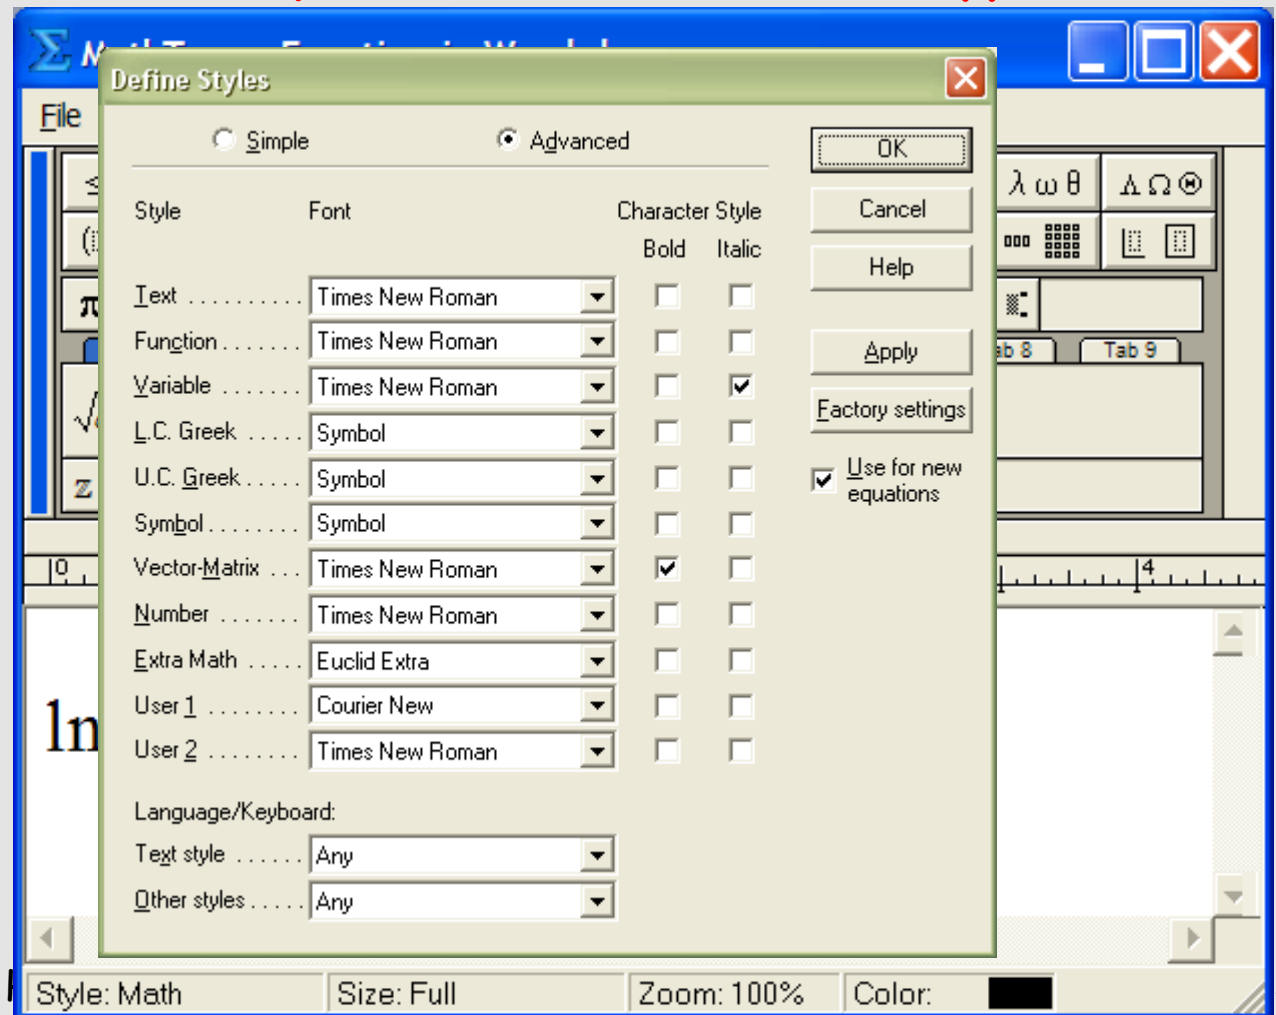 Define Styles
File
Simple Advanced OK
λ ω θ Λ Ω Θ
Style Font Character Style Cancel
Bold Italic
Help
Text .......... Times New Roman
π
Function ....... Times New Roman
Apply
Tab 9
Variable ....... Times New Roman
Factory settings
L.C. Greek ..... Symbol
Use for new
equations
U.C. Greek ..... Symbol
ℤ
Symbol ........ Symbol
Vector-Matrix ... Times New Roman
0 4
Number ....... Times New Roman
Extra Math ..... Euclid Extra
User 1 ........ Courier New
ln
User 2 ........ Times New Roman
Language/Keyboard:
Text style ...... Any
Other styles ..... Any
Style: Math Size: Full Zoom: 100% Color: